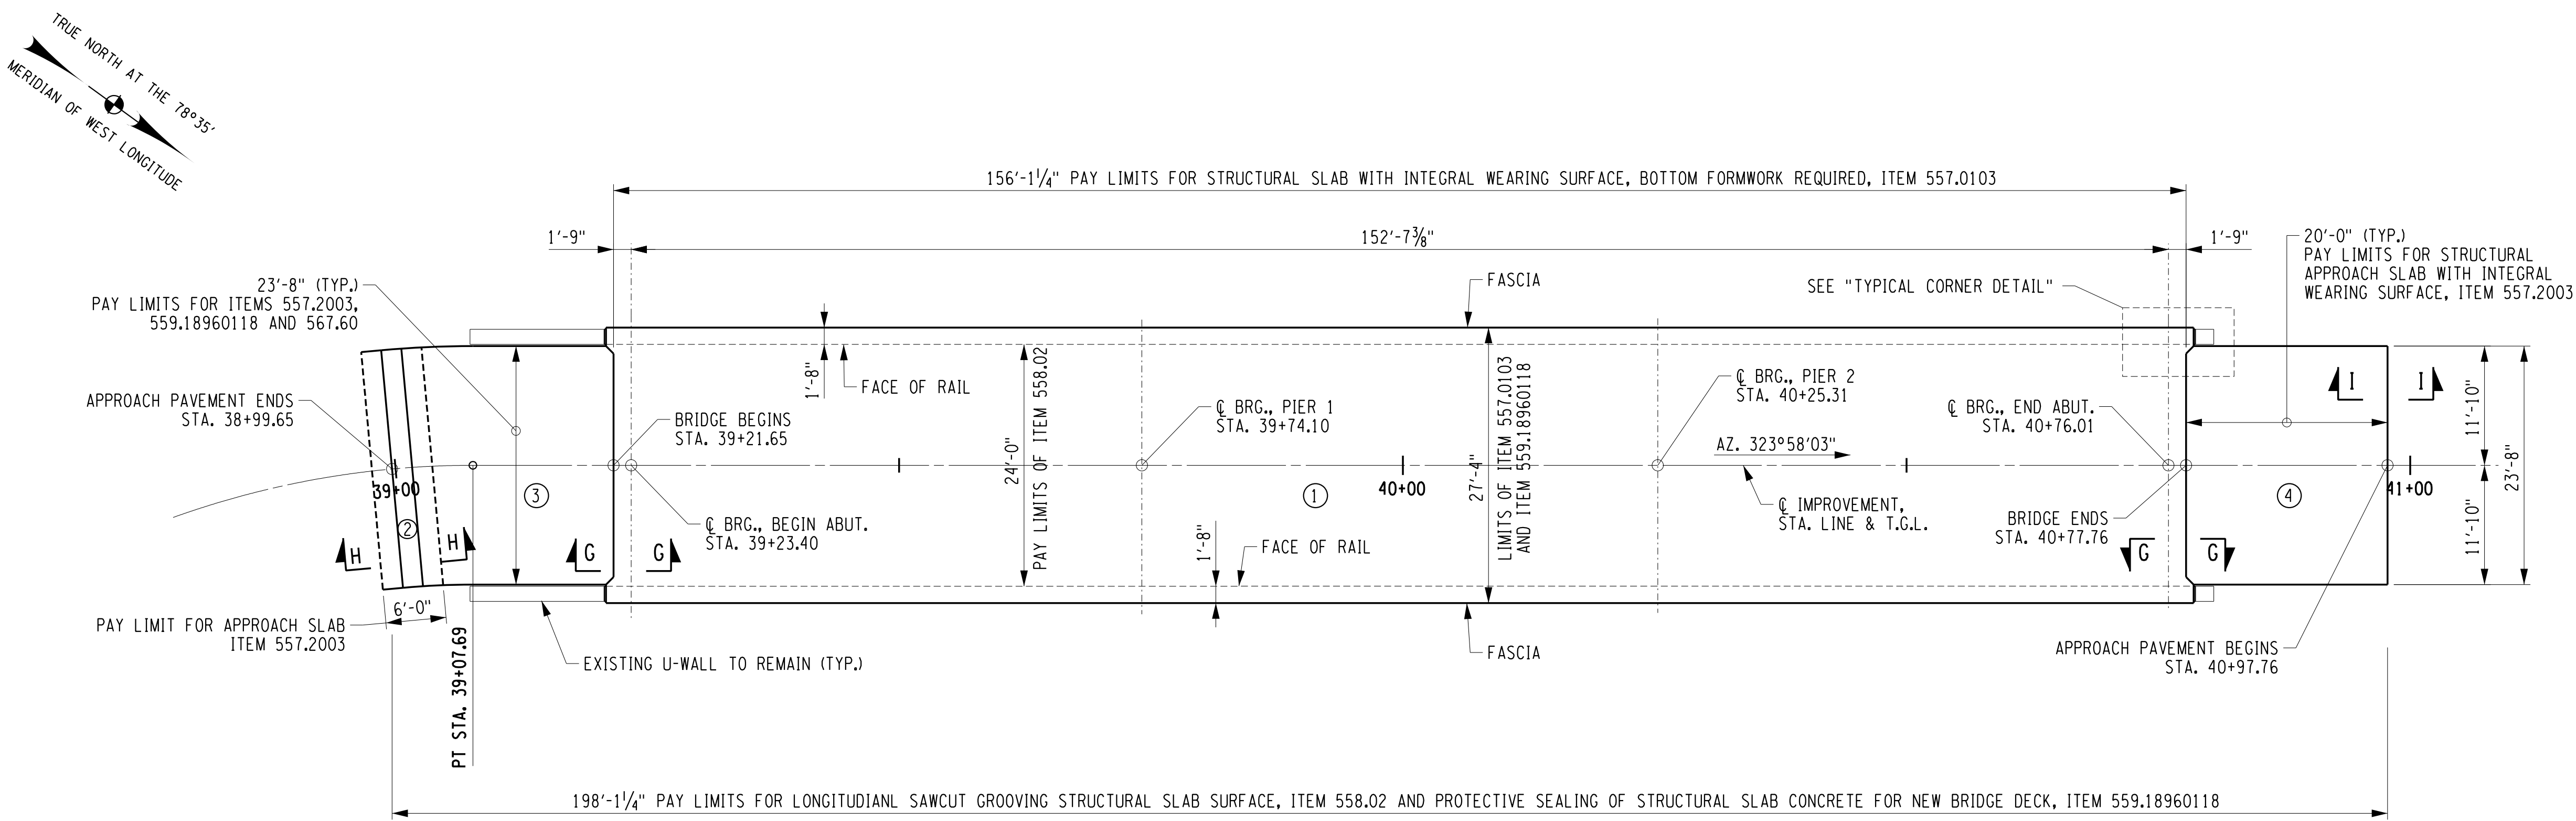 TRUE NORTH AT THE 78°35'
MERIDIAN OF WEST LONGITUDE
156'-1 1/4" PAY LIMITS FOR STRUCTURAL SLAB WITH INTEGRAL WEARING SURFACE, BOTTOM FORMWORK REQUIRED, ITEM 557.0103
1'-9"
152'-7 3/8"
1'-9"
20'-0" (TYP.)
PAY LIMITS FOR STRUCTURAL
APPROACH SLAB WITH INTEGRAL
WEARING SURFACE, ITEM 557.2003
23'-8" (TYP.)
PAY LIMITS FOR ITEMS 557.2003,
559.18960118 AND 567.60
FASCIA
SEE "TYPICAL CORNER DETAIL"
1'-8"
FACE OF RAIL
24'-0"
PAY LIMITS OF ITEM 558.02
27'-4"
LIMITS OF ITEM 557.0103
AND ITEM 559.18960118
APPROACH PAVEMENT ENDS
STA. 38+99.65
BRIDGE BEGINS
STA. 39+21.65
℄ BRG., PIER 1
STA. 39+74.10
℄ BRG., PIER 2
STA. 40+25.31
℄ BRG., END ABUT.
STA. 40+76.01
I
I
11'-10"
AZ. 323°58'03"
39+00
3
1
40+00
4
41+00
23'-8"
2
℄ BRG., BEGIN ABUT.
STA. 39+23.40
℄ IMPROVEMENT,
STA. LINE & T.G.L.
BRIDGE ENDS
STA. 40+77.76
11'-10"
H
H
G
G
1'-8"
FACE OF RAIL
G
G
6'-0"
PAY LIMIT FOR APPROACH SLAB
ITEM 557.2003
PT STA. 39+07.69
EXISTING U-WALL TO REMAIN (TYP.)
FASCIA
APPROACH PAVEMENT BEGINS
STA. 40+97.76
198'-1 1/4" PAY LIMITS FOR LONGITUDIANL SAWCUT GROOVING STRUCTURAL SLAB SURFACE, ITEM 558.02 AND PROTECTIVE SEALING OF STRUCTURAL SLAB CONCRETE FOR NEW BRIDGE DECK, ITEM 559.18960118